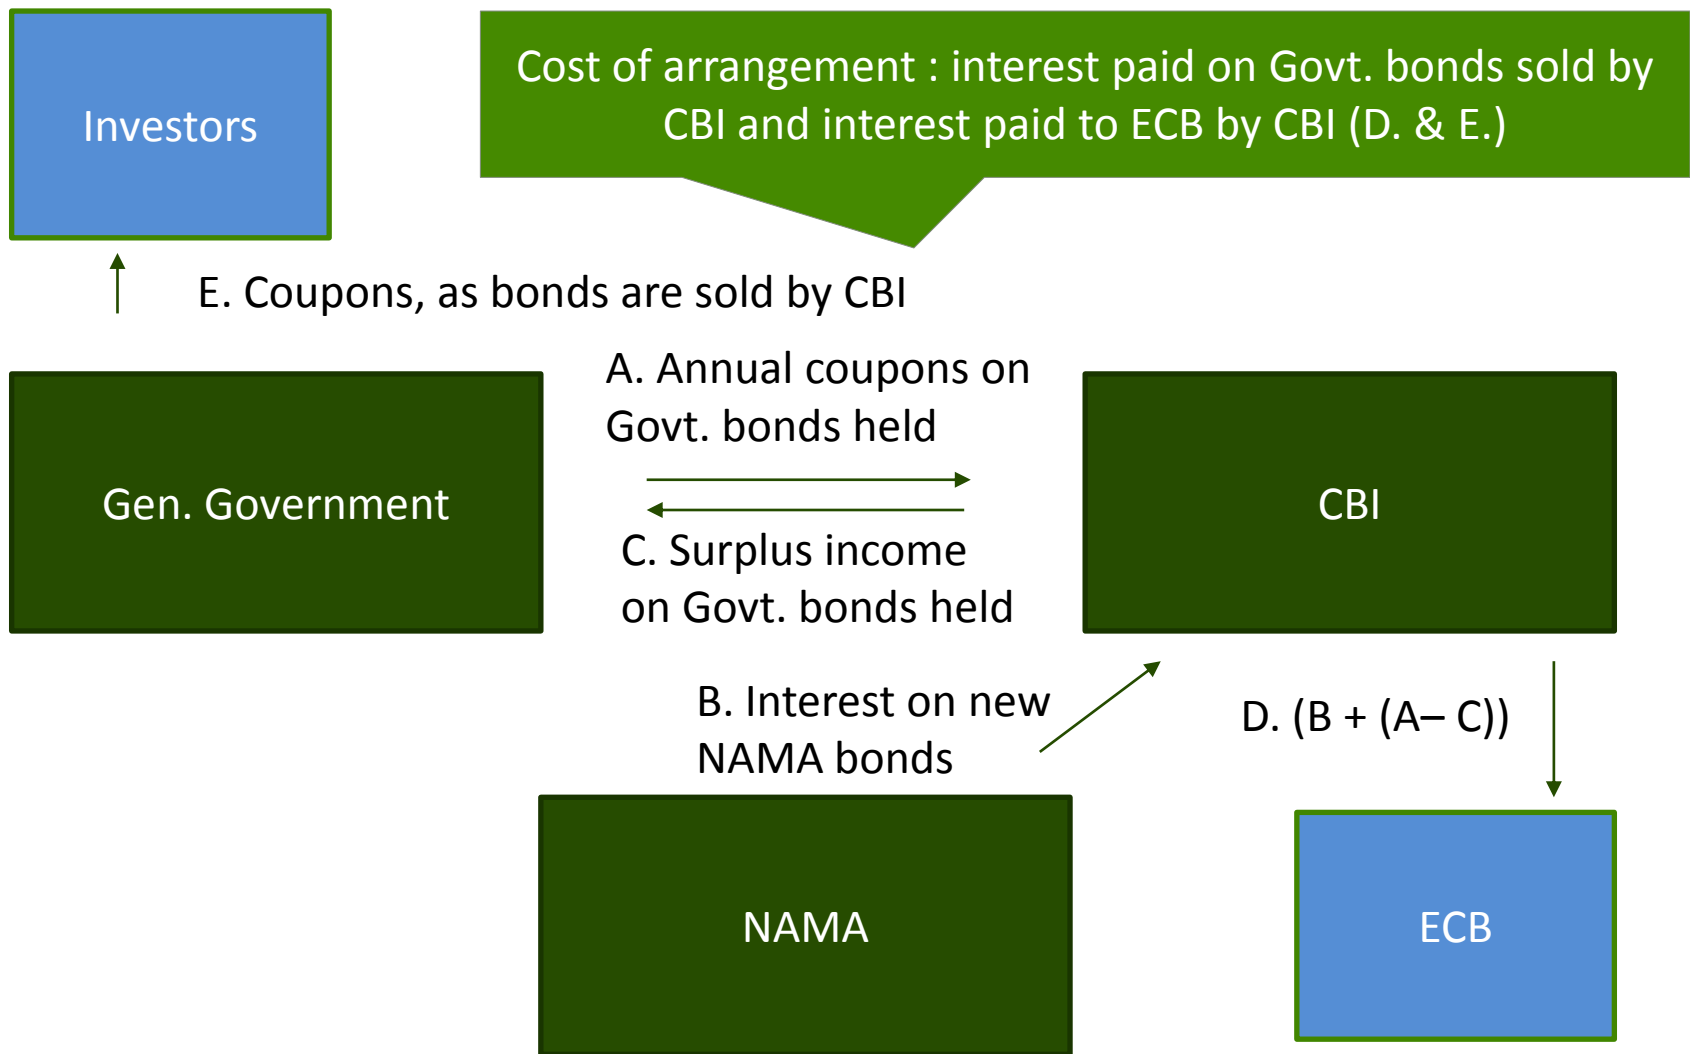 Investors
Cost of arrangement : interest paid on Govt. bonds sold by
CBI and interest paid to ECB by CBI (D. & E.)
E. Coupons, as bonds are sold by CBI
A. Annual coupons on
Govt. bonds held
Gen. Government
CBI
C. Surplus income
on Govt. bonds held
B. Interest on new
NAMA bonds
D. (B + (A– C))
NAMA
ECB